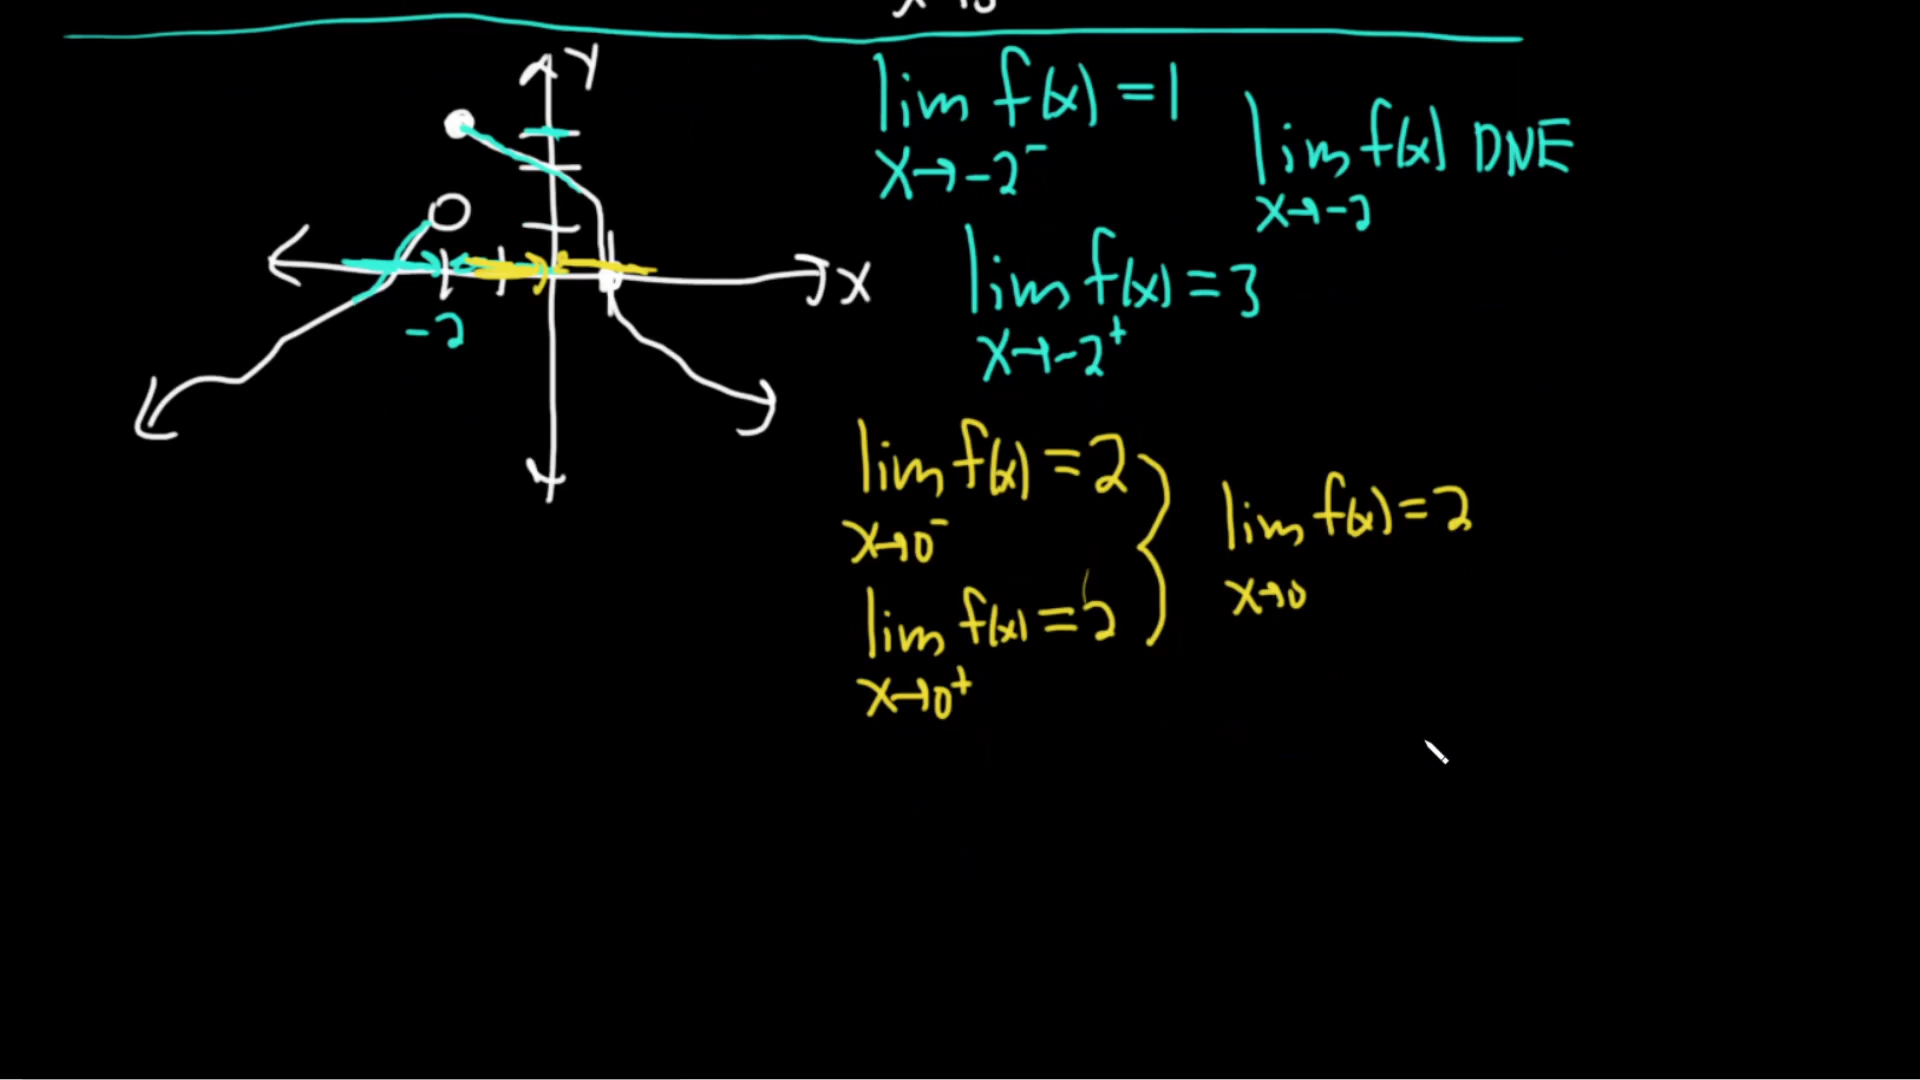 y
x
-2
lim f(x) = 1
x→-2⁻
lim f(x) DNE
x→-2
lim f(x) = 3
x→-2⁺
lim f(x) = 2
x→0⁻
lim f(x) = 2
x→0⁺
lim f(x) = 2
x→0